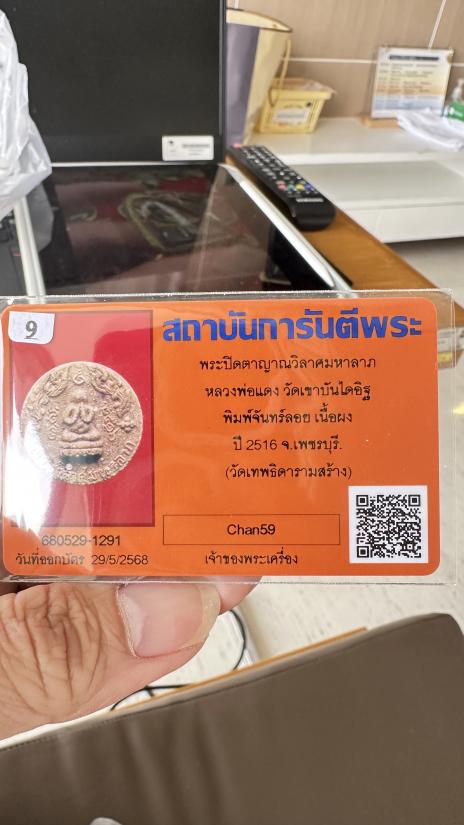 9
สถาบันการันตีพระ
พระปิดตาญาณวิลาศมหาลาภ
หลวงพ่อแดง วัดเขาบันไดอิฐ
พิมพ์จันทร์ลอย เนื้อผง
ปี 2516 จ.เพชรบุรี.
(วัดเทพธิดารามสร้าง)
Chan59
680529-1291
วันที่ออกบัตร 29/5/2568
เจ้าของพระเครื่อง
SAMSUNG